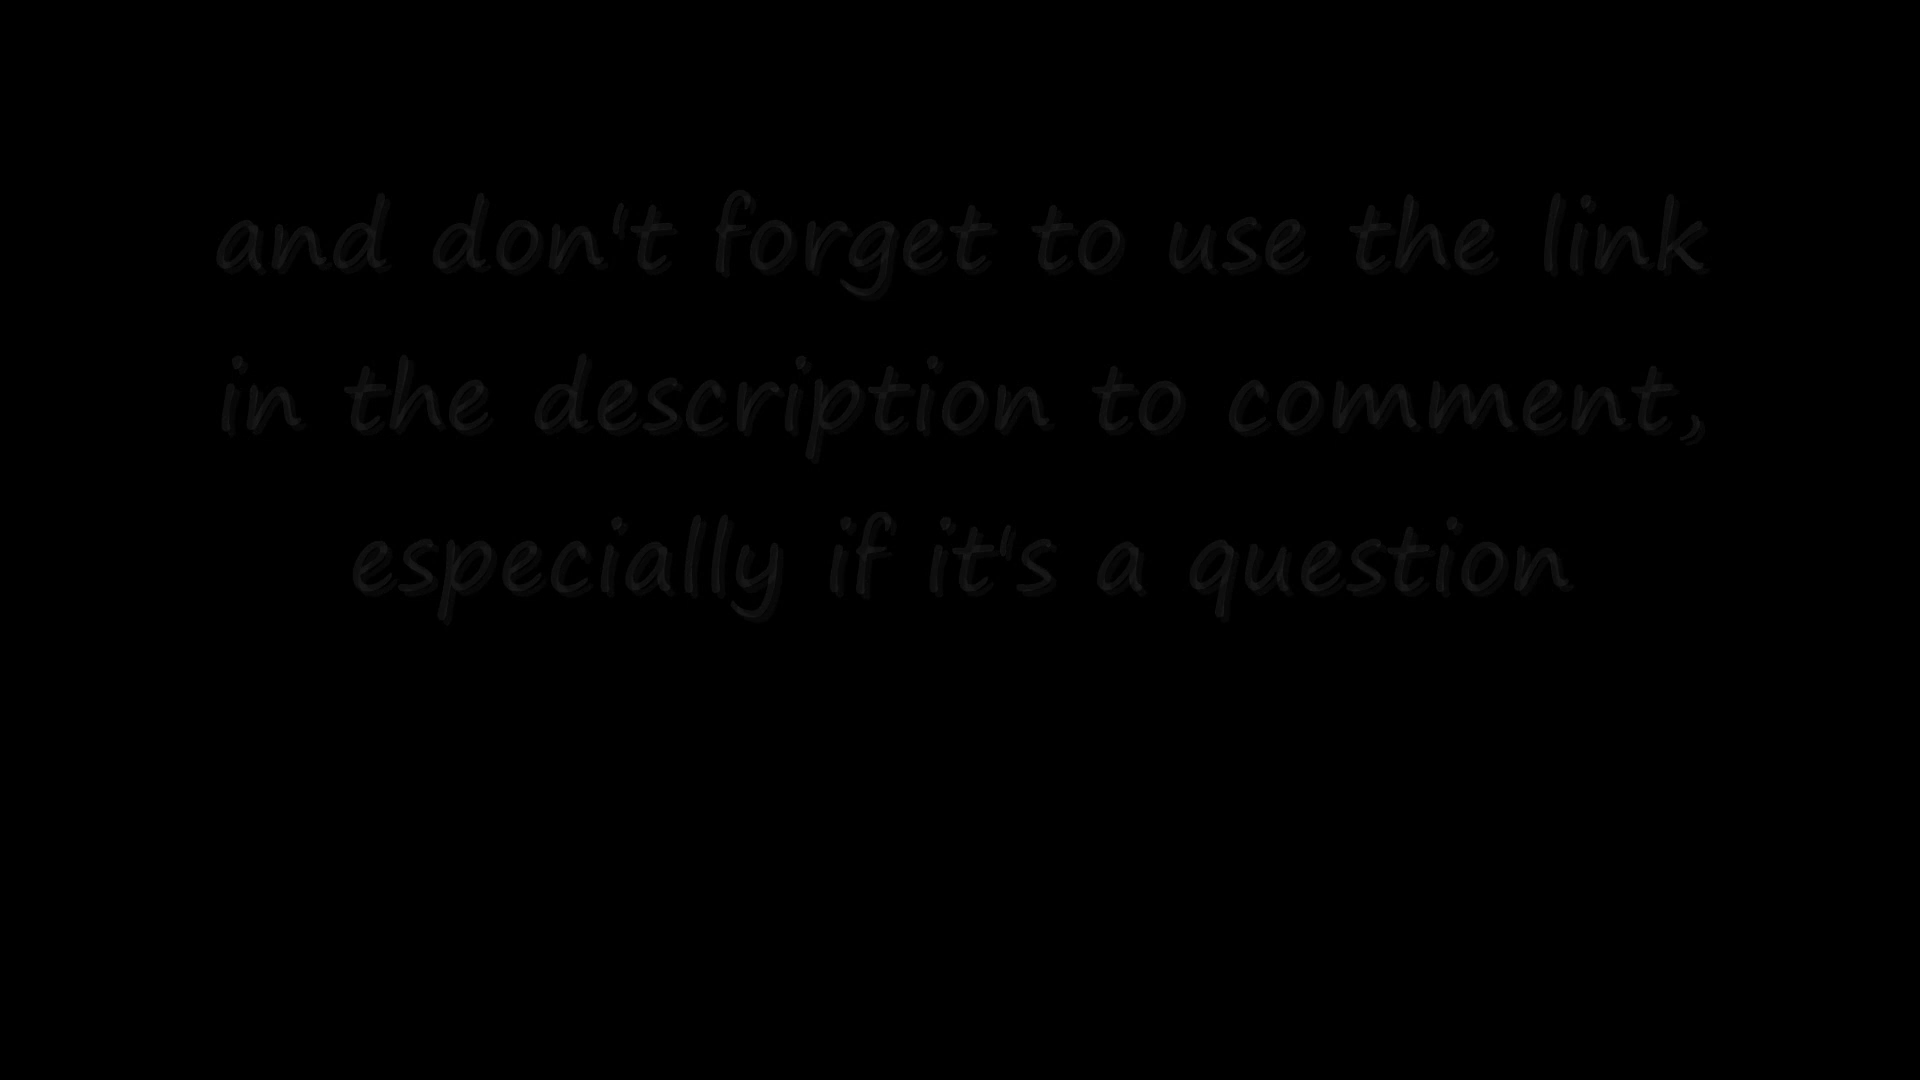 and don't forget to use the link
in the description to comment,
especially if it's a question